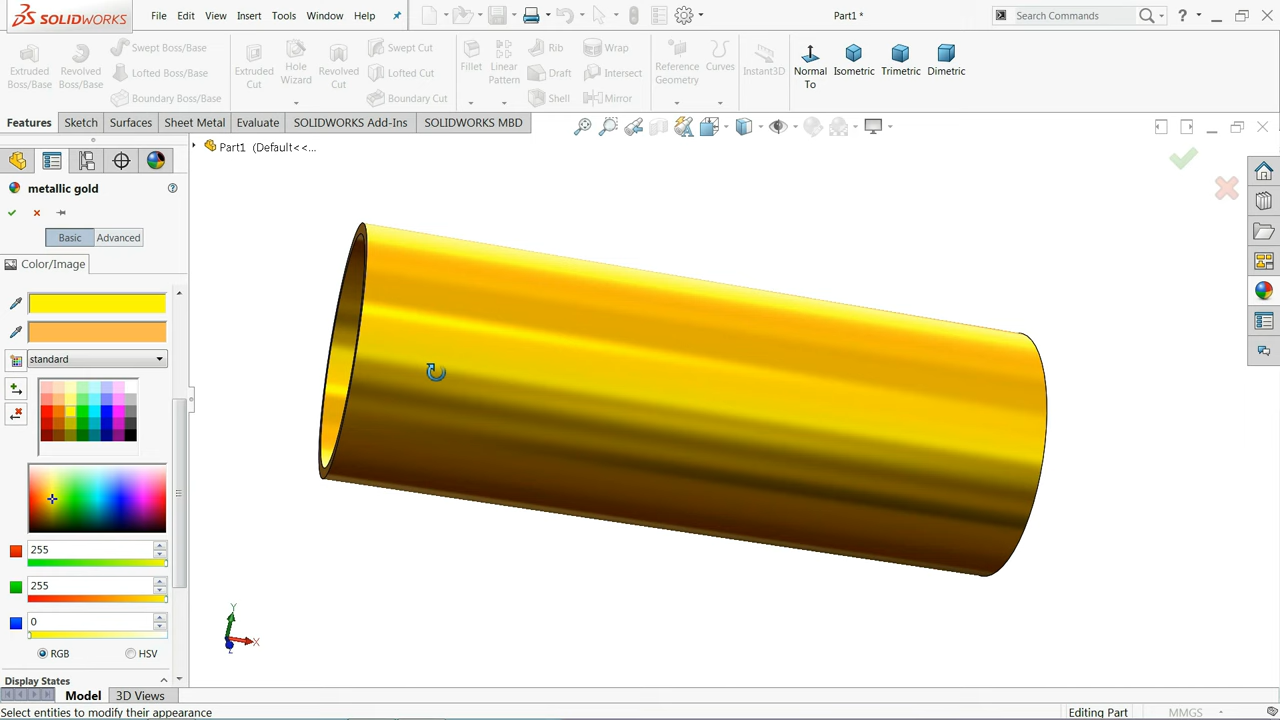 SOLIDWORKS
File Edit View Insert Tools Window Help
Part1 *
Search Commands
Extruded Boss/Base
Revolved Boss/Base
Swept Boss/Base
Lofted Boss/Base
Boundary Boss/Base
Extruded Cut
Hole Wizard
Revolved Cut
Swept Cut
Lofted Cut
Boundary Cut
Fillet
Linear Pattern
Rib
Draft
Shell
Wrap
Intersect
Mirror
Reference Geometry
Curves
Instant3D
Normal To
Isometric
Trimetric
Dimetric
Features Sketch Surfaces Sheet Metal Evaluate SOLIDWORKS Add-Ins SOLIDWORKS MBD
Part1 (Default<<...
metallic gold
Basic Advanced
Color/Image
standard
255
255
0
RGB HSV
Display States
Y
X
Z
Model 3D Views
Select entities to modify their appearance
Editing Part
MMGS